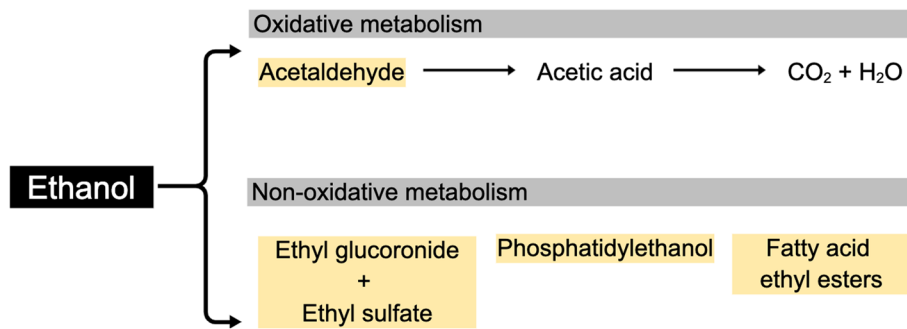 Oxidative metabolism
Acetaldehyde
Acetic acid
CO₂ + H₂O
Ethanol
Non-oxidative metabolism
Ethyl glucoronide
+
Ethyl sulfate
Phosphatidylethanol
Fatty acid
ethyl esters